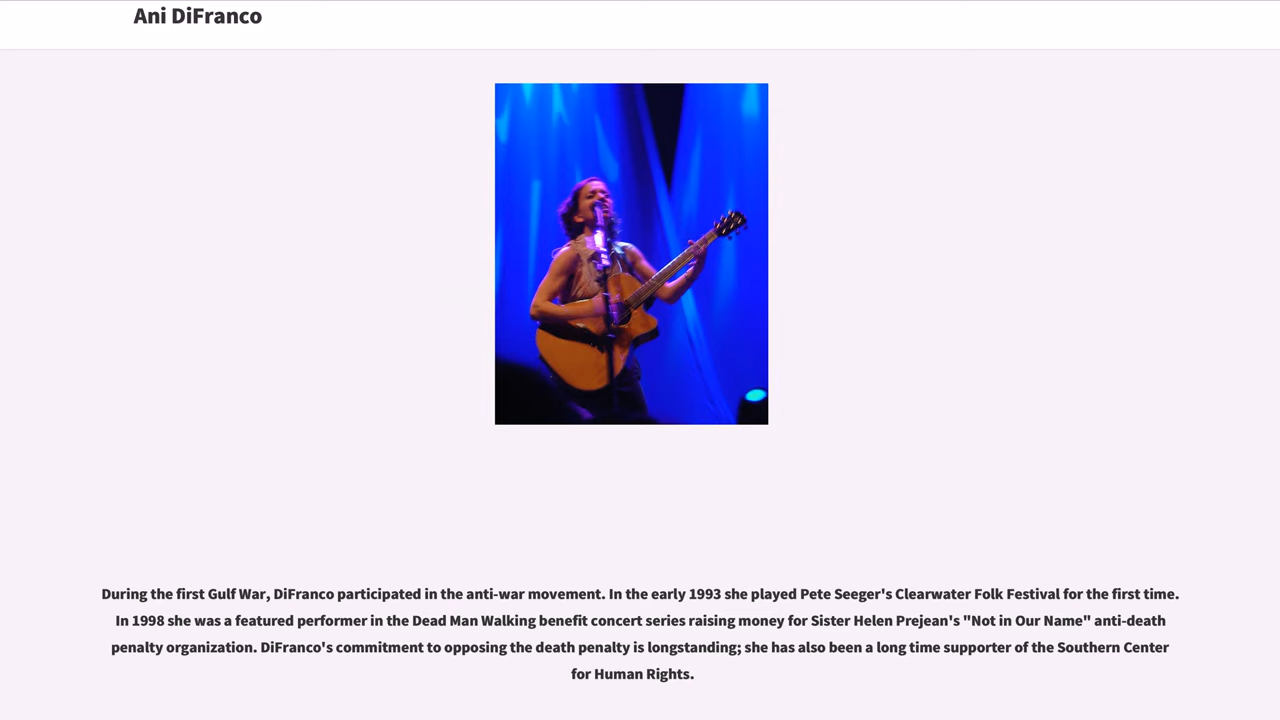 Ani DiFranco
During the first Gulf War, DiFranco participated in the anti-war movement. In the early 1993 she played Pete Seeger's Clearwater Folk Festival for the first time.
In 1998 she was a featured performer in the Dead Man Walking benefit concert series raising money for Sister Helen Prejean's "Not in Our Name" anti-death
penalty organization. DiFranco's commitment to opposing the death penalty is longstanding; she has also been a long time supporter of the Southern Center
for Human Rights.